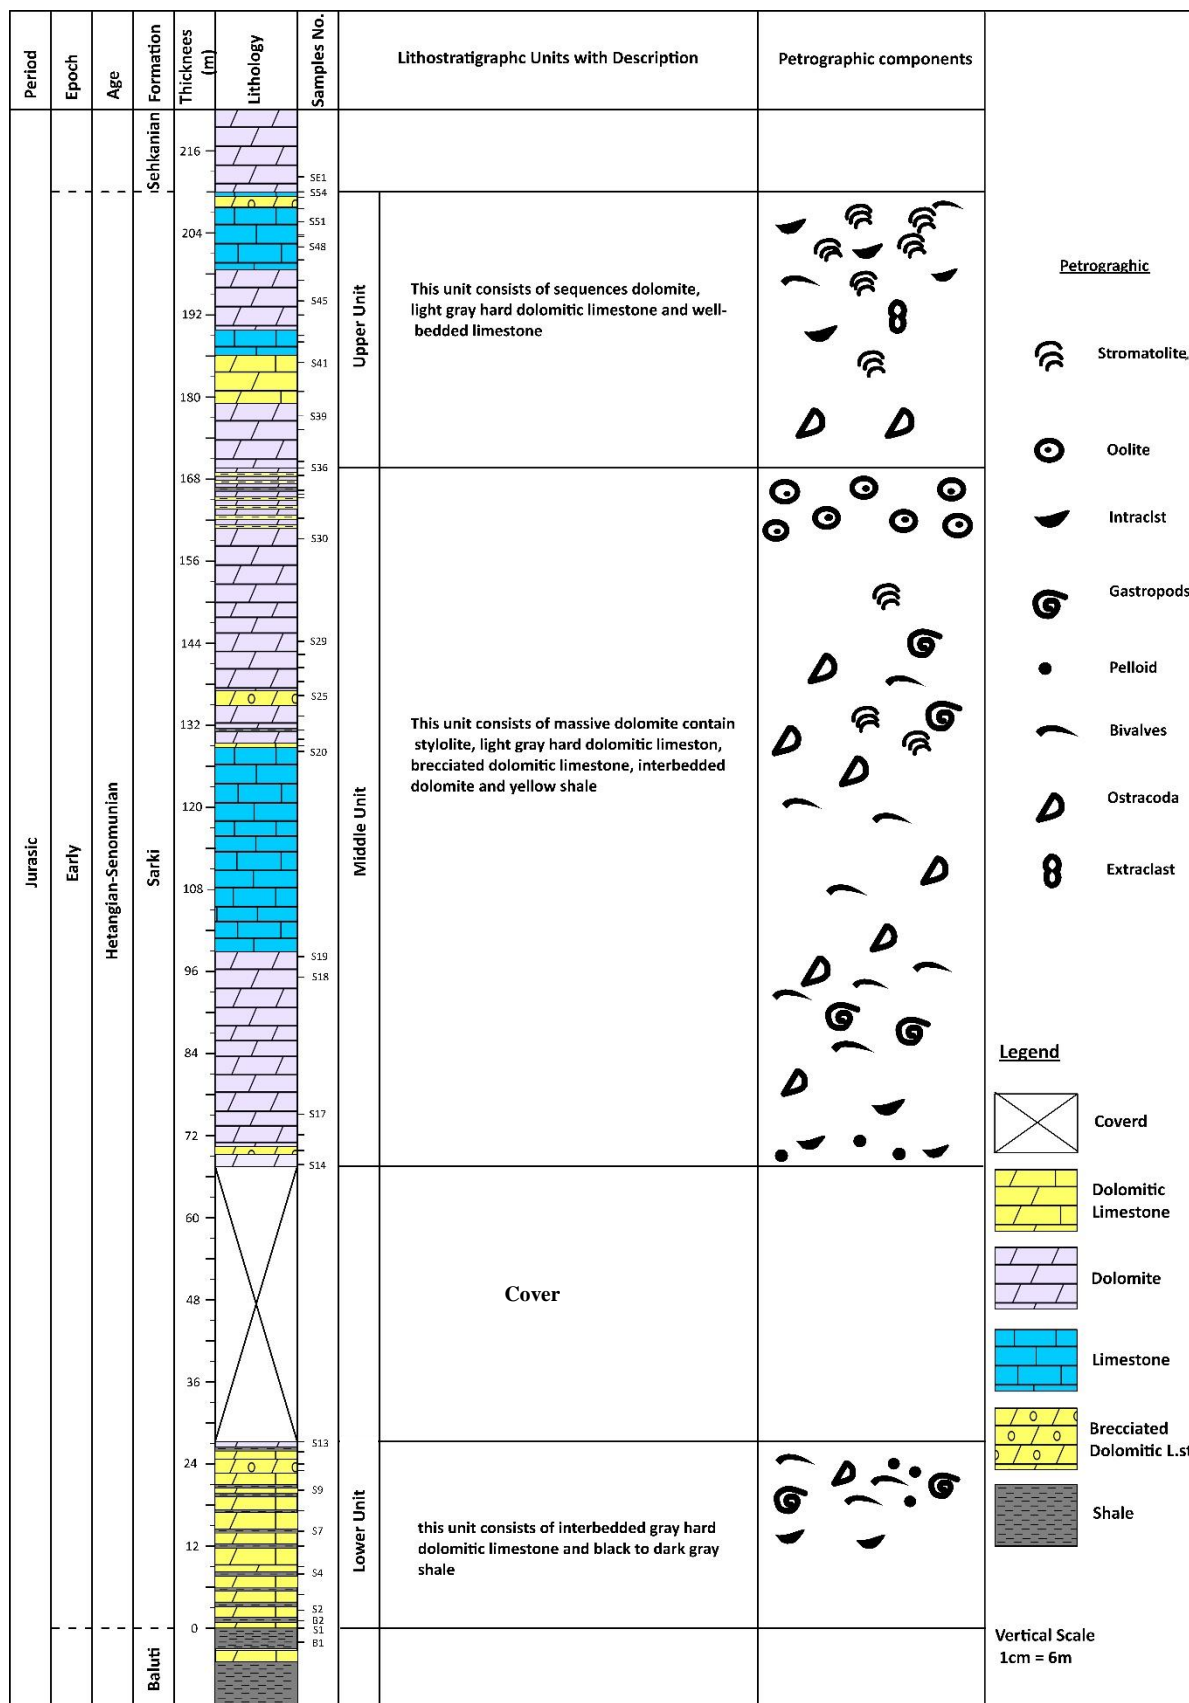 Period
Epoch
Age
Formation
Thicknees
(m)
Lithology
Samples No.
Lithostratigraphc Units with Description
Petrographic components
Sehkanian
216
204
192
180
168
156
144
132
120
108
96
84
72
60
48
36
24
12
0
SE1
S54
S51
S48
S45
S41
S39
S36
S30
S29
S25
S20
S19
S18
S17
S14
S13
S9
S7
S4
S2
B2
S1
B1
Jurasic
Early
Hetangian-Senomunian
Sarki
Baluti
Upper Unit
This unit consists of sequences dolomite,
light gray hard dolomitic limestone and well-
bedded limestone
Middle Unit
This unit consists of massive dolomite contain
stylolite, light gray hard dolomitic limeston,
brecciated dolomitic limestone, interbedded
dolomite and yellow shale
Cover
Lower Unit
this unit consists of interbedded gray hard
dolomitic limestone and black to dark gray
shale
Petrograghic
Stromatolite,
Oolite
Intraclst
Gastropods
Pelloid
Bivalves
Ostracoda
Extraclast
Legend
Coverd
Dolomitic
Limestone
Dolomite
Limestone
Brecciated
Dolomitic L.st
Shale
Vertical Scale
1cm = 6m